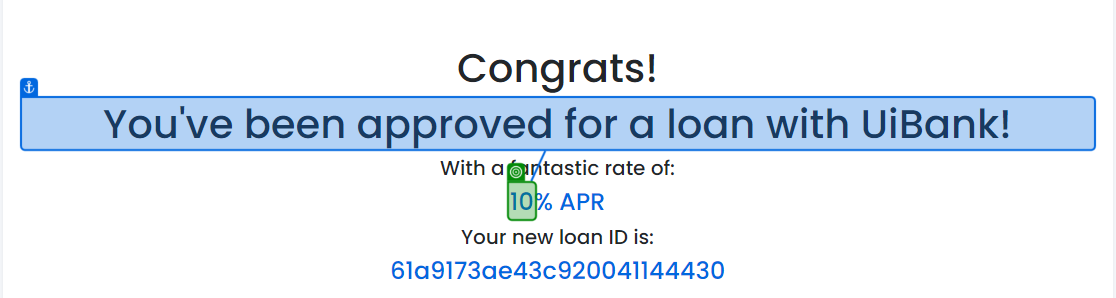 Congrats!
You've been approved for a loan with UiBank!
With a fantastic rate of:
10% APR
Your new loan ID is:
61a9173ae43c920041144430